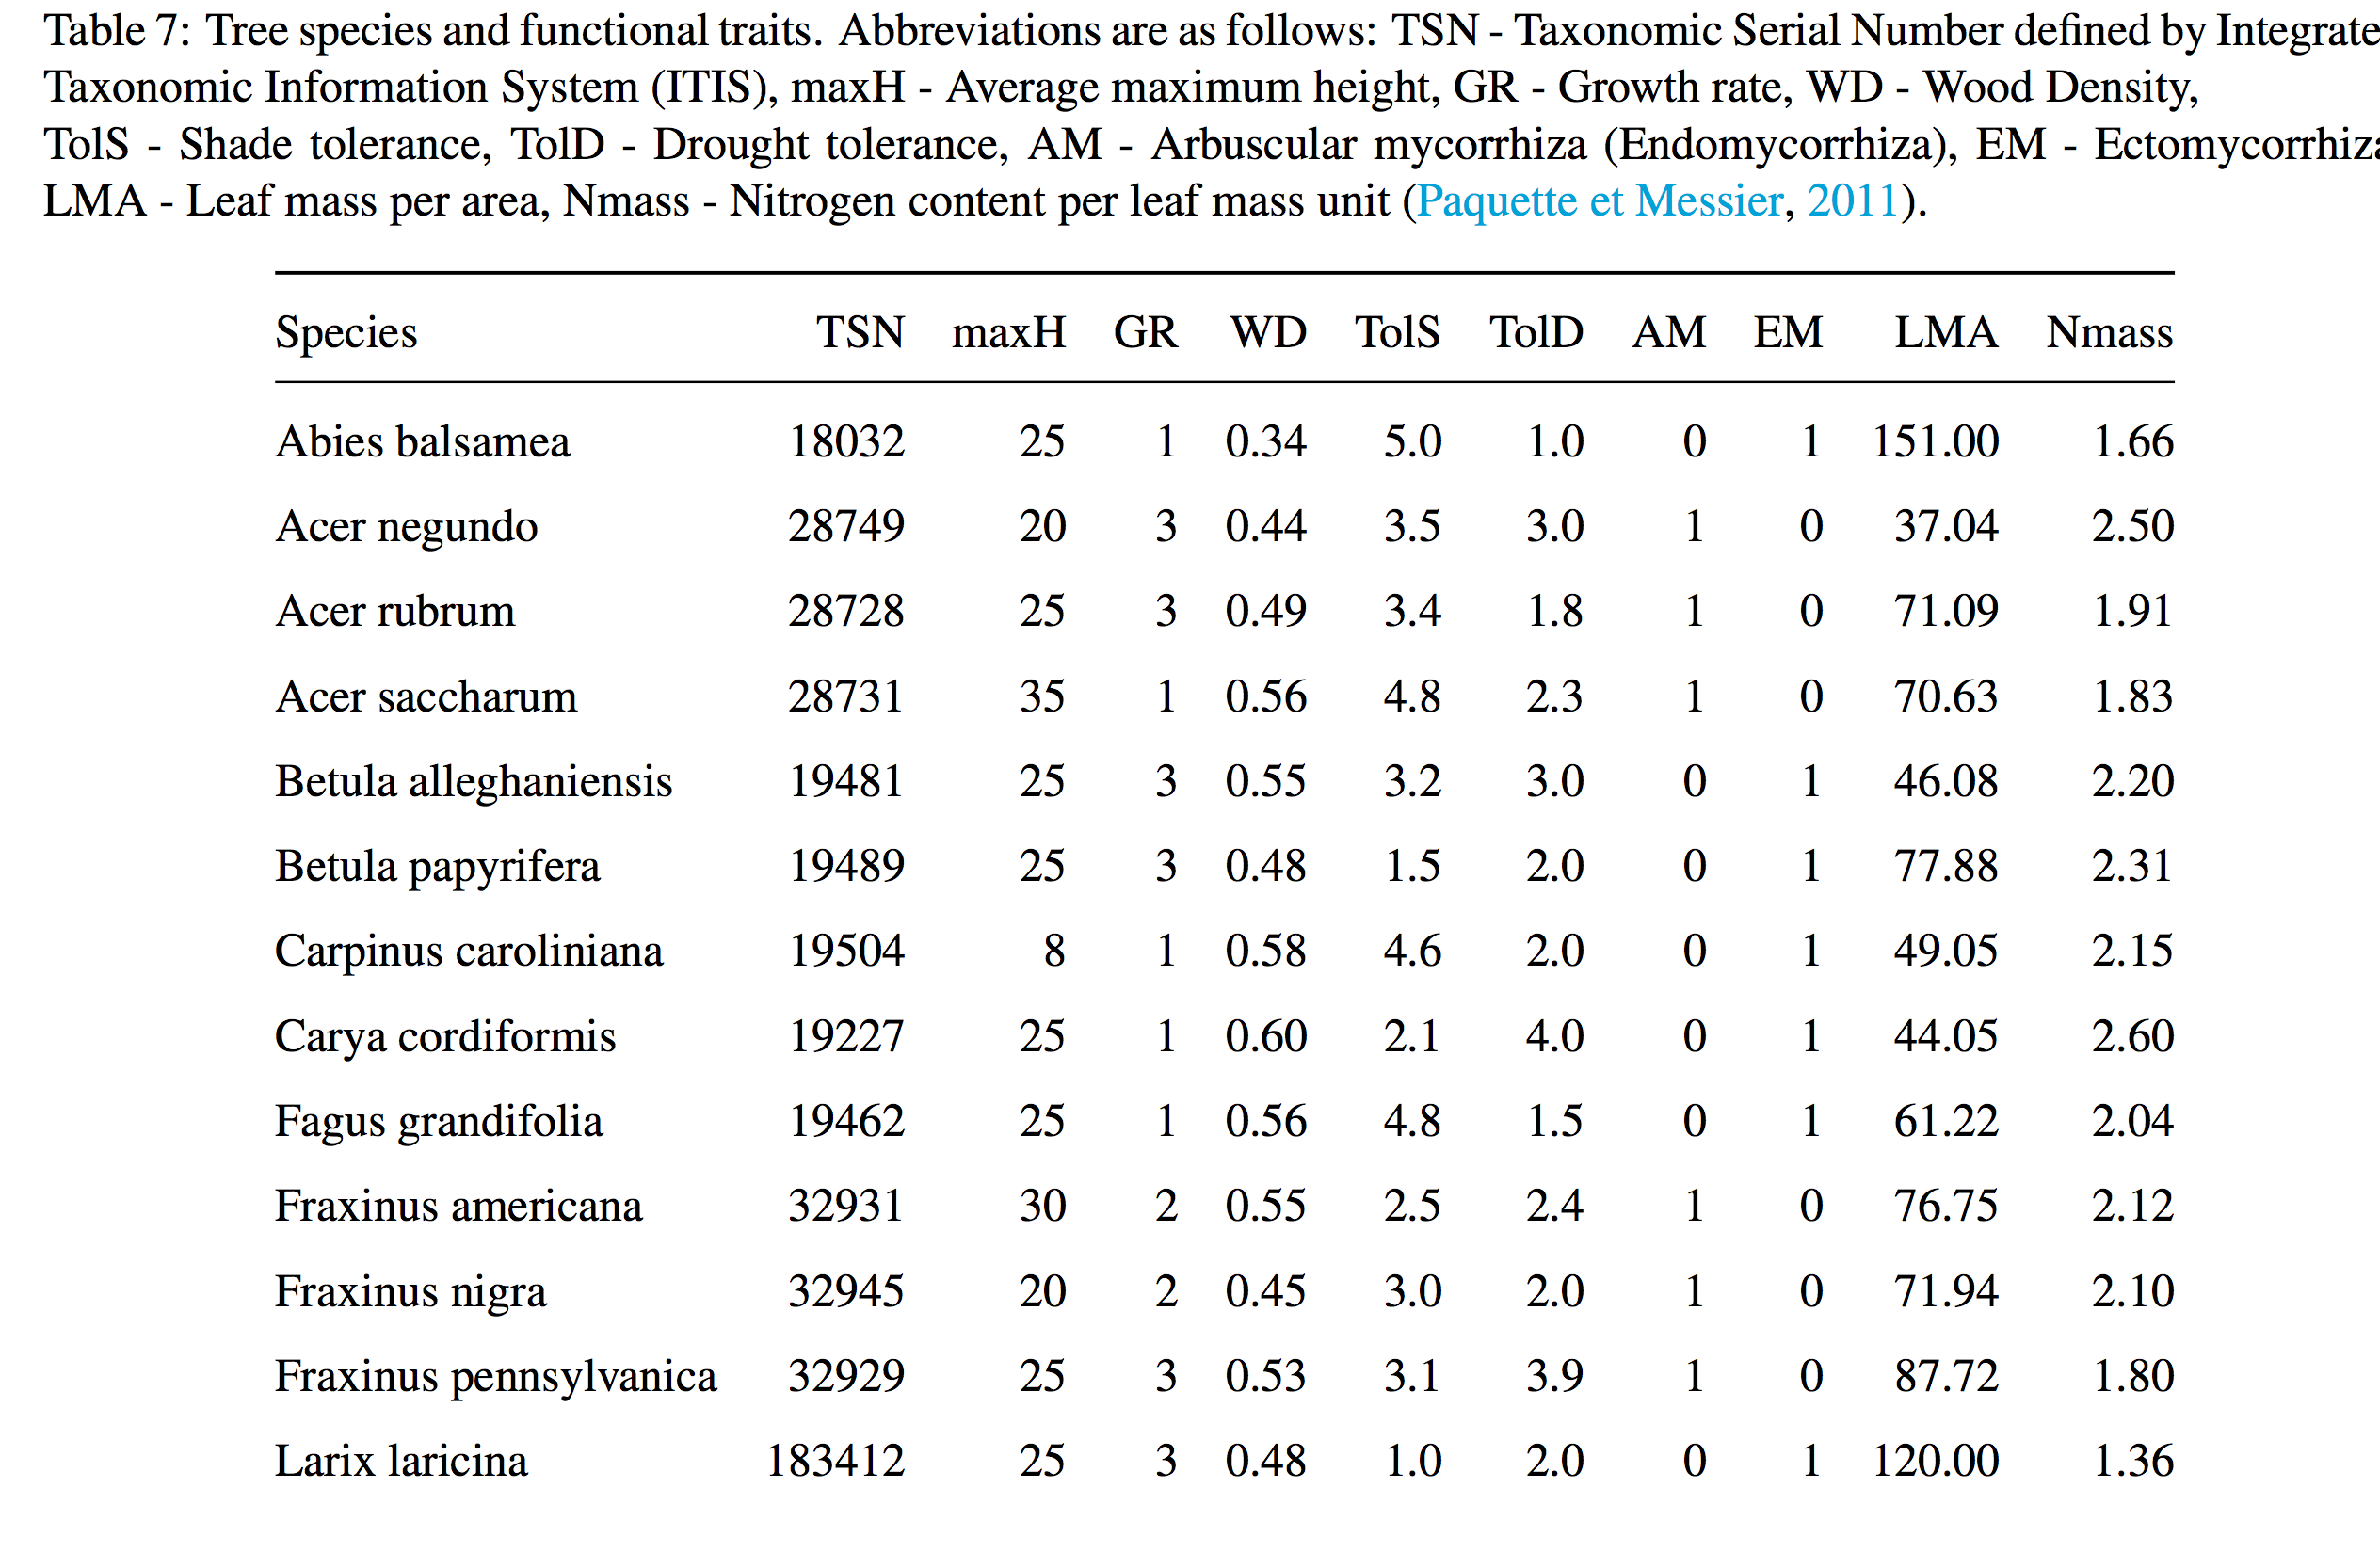 Table 7: Tree species and functional traits. Abbreviations are as follows: TSN - Taxonomic Serial Number defined by Integrate
Taxonomic Information System (ITIS), maxH - Average maximum height, GR - Growth rate, WD - Wood Density,
TolS - Shade tolerance, TolD - Drought tolerance, AM - Arbuscular mycorrhiza (Endomycorrhiza), EM - Ectomycorrhiza
LMA - Leaf mass per area, Nmass - Nitrogen content per leaf mass unit (Paquette et Messier, 2011).
Species TSN maxH GR WD TolS TolD AM EM LMA Nmass
Abies balsamea 18032 25 1 0.34 5.0 1.0 0 1 151.00 1.66
Acer negundo 28749 20 3 0.44 3.5 3.0 1 0 37.04 2.50
Acer rubrum 28728 25 3 0.49 3.4 1.8 1 0 71.09 1.91
Acer saccharum 28731 35 1 0.56 4.8 2.3 1 0 70.63 1.83
Betula alleghaniensis 19481 25 3 0.55 3.2 3.0 0 1 46.08 2.20
Betula papyrifera 19489 25 3 0.48 1.5 2.0 0 1 77.88 2.31
Carpinus caroliniana 19504 8 1 0.58 4.6 2.0 0 1 49.05 2.15
Carya cordiformis 19227 25 1 0.60 2.1 4.0 0 1 44.05 2.60
Fagus grandifolia 19462 25 1 0.56 4.8 1.5 0 1 61.22 2.04
Fraxinus americana 32931 30 2 0.55 2.5 2.4 1 0 76.75 2.12
Fraxinus nigra 32945 20 2 0.45 3.0 2.0 1 0 71.94 2.10
Fraxinus pennsylvanica 32929 25 3 0.53 3.1 3.9 1 0 87.72 1.80
Larix laricina 183412 25 3 0.48 1.0 2.0 0 1 120.00 1.36